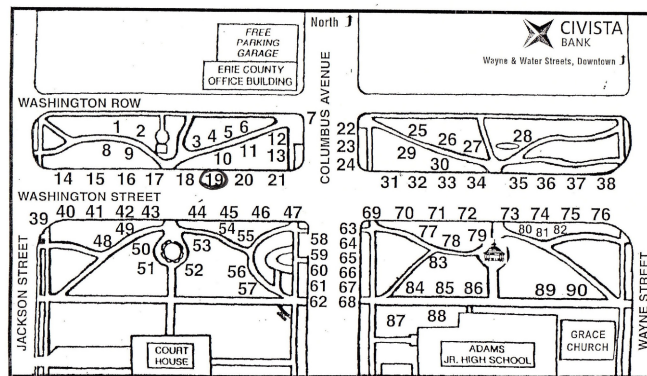 North
FREE
PARKING
GARAGE
ERIE COUNTY
OFFICE BUILDING
CIVISTA
BANK
Wayne & Water Streets, Downtown
COLUMBUS AVENUE
WASHINGTON ROW
1 2 3 4 5 6 7
8 9 10 11 12 13
14 15 16 17 18 19 20 21
22 23 24
25 26 27 28
29 30
31 32 33 34 35 36 37 38
WASHINGTON STREET
39 40 41 42 43 44 45 46 47
48 49 50 51 52 53 54 55 56 57
58 59 60 61 62
63 64 65 66 67 68
69 70 71 72 73 74 75 76
77 78 79 80 81 82
83 84 85 86 87 88 89 90
JACKSON STREET
WAYNE STREET
COURT
HOUSE
ADAMS
JR. HIGH SCHOOL
GRACE
CHURCH